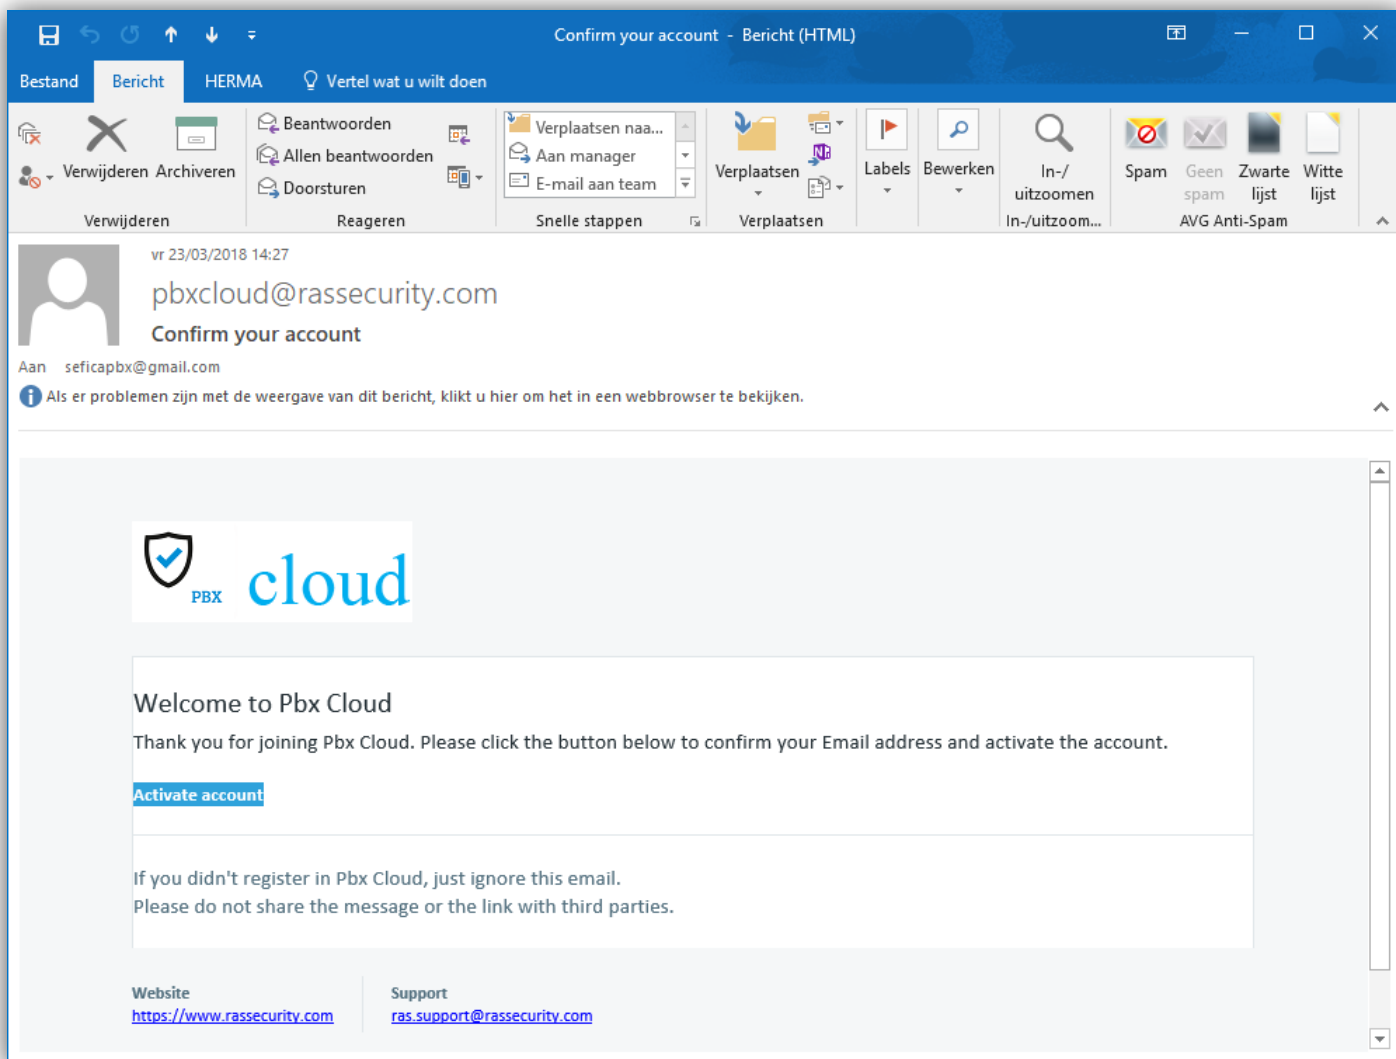 Confirm your account - Bericht (HTML)
Bestand Bericht HERMA Vertel wat u wilt doen
Verwijderen Archiveren
Verwijderen
Beantwoorden
Allen beantwoorden
Doorsturen
Reageren
Verplaatsen naa...
Aan manager
E-mail aan team
Snelle stappen
Verplaatsen
Verplaatsen
Labels
Bewerken
In-/
uitzoomen
In-/uitzoom...
Spam
Geen
spam
Zwarte
lijst
Witte
lijst
AVG Anti-Spam
vr 23/03/2018 14:27
pbxcloud@rassecurity.com
Confirm your account
Aan seficapbx@gmail.com
Als er problemen zijn met de weergave van dit bericht, klikt u hier om het in een webbrowser te bekijken.
PBX cloud
Welcome to Pbx Cloud
Thank you for joining Pbx Cloud. Please click the button below to confirm your Email address and activate the account.
Activate account
If you didn't register in Pbx Cloud, just ignore this email.
Please do not share the message or the link with third parties.
Website
https://www.rassecurity.com
Support
ras.support@rassecurity.com